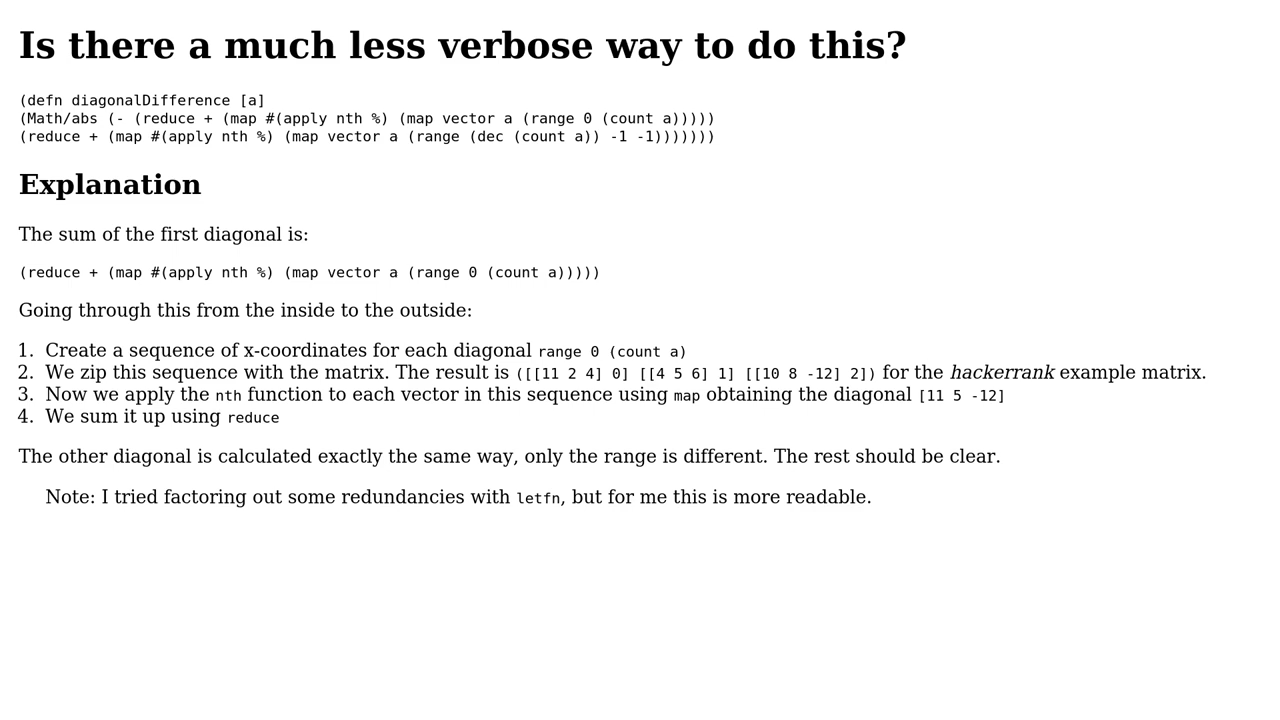 Is there a much less verbose way to do this?
(defn diagonalDifference [a]
(Math/abs (- (reduce + (map #(apply nth %) (map vector a (range 0 (count a)))))
(reduce + (map #(apply nth %) (map vector a (range (dec (count a)) -1 -1)))))))
Explanation
The sum of the first diagonal is:
(reduce + (map #(apply nth %) (map vector a (range 0 (count a)))))
Going through this from the inside to the outside:
1. Create a sequence of x-coordinates for each diagonal range 0 (count a)
2. We zip this sequence with the matrix. The result is ([[11 2 4] 0] [[4 5 6] 1] [[10 8 -12] 2]) for the hackerrank example matrix.
3. Now we apply the nth function to each vector in this sequence using map obtaining the diagonal [11 5 -12]
4. We sum it up using reduce
The other diagonal is calculated exactly the same way, only the range is different. The rest should be clear.
Note: I tried factoring out some redundancies with letfn, but for me this is more readable.